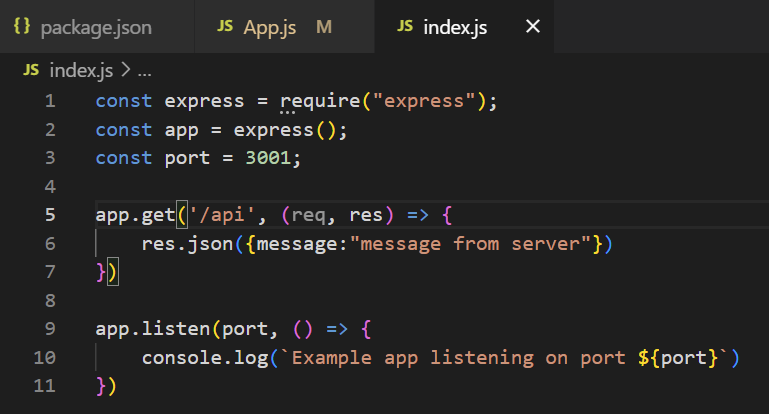 {} package.json JS App.js M JS index.js ×
JS index.js > ...
1 const express = require("express");
2 const app = express();
3 const port = 3001;
4
5 app.get('/api', (req, res) => {
6     res.json({message:"message from server"})
7 })
8
9 app.listen(port, () => {
10     console.log(`Example app listening on port ${port}`)
11 })